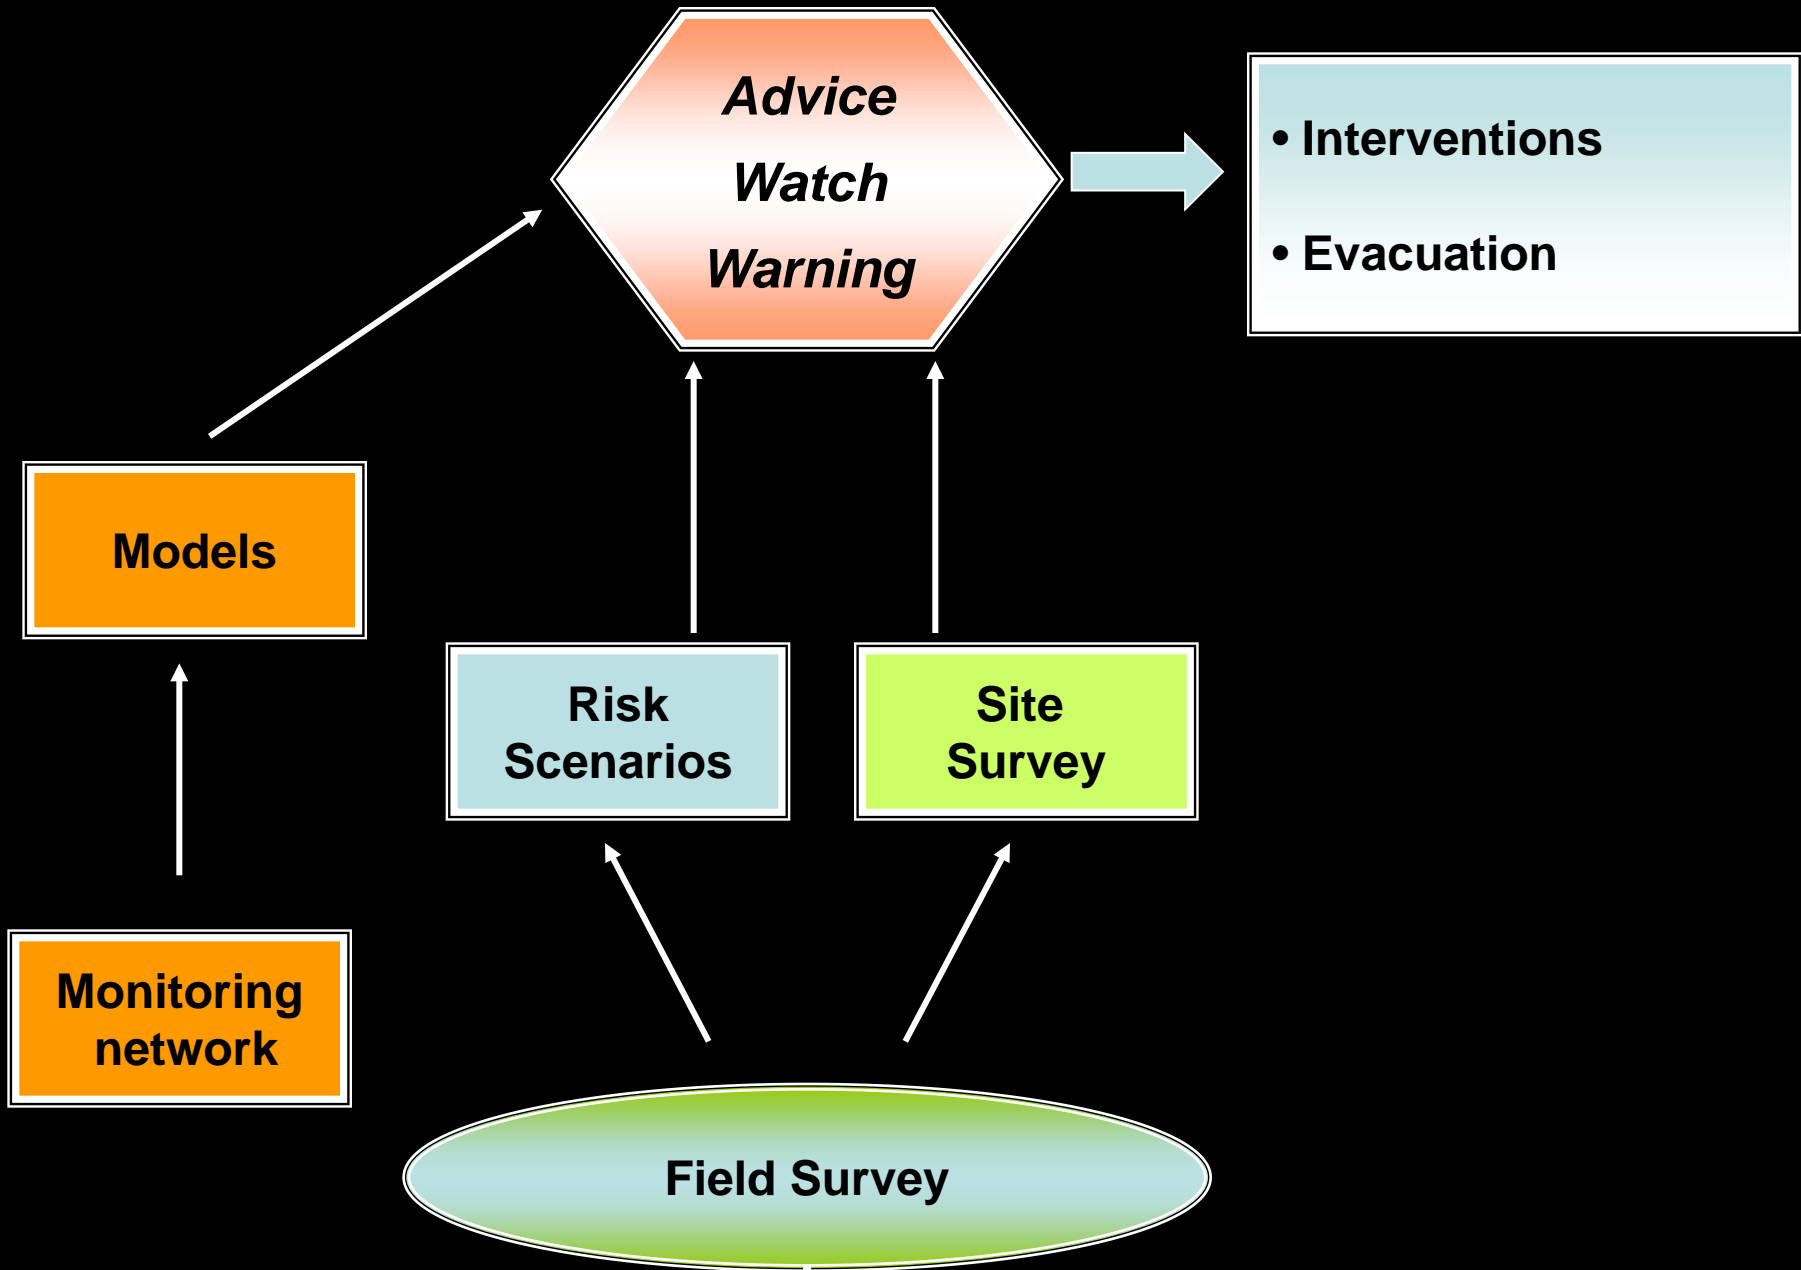 Advice
Watch
Warning
• Interventions
• Evacuation
Models
Risk
Scenarios
Site
Survey
Monitoring
network
Field Survey